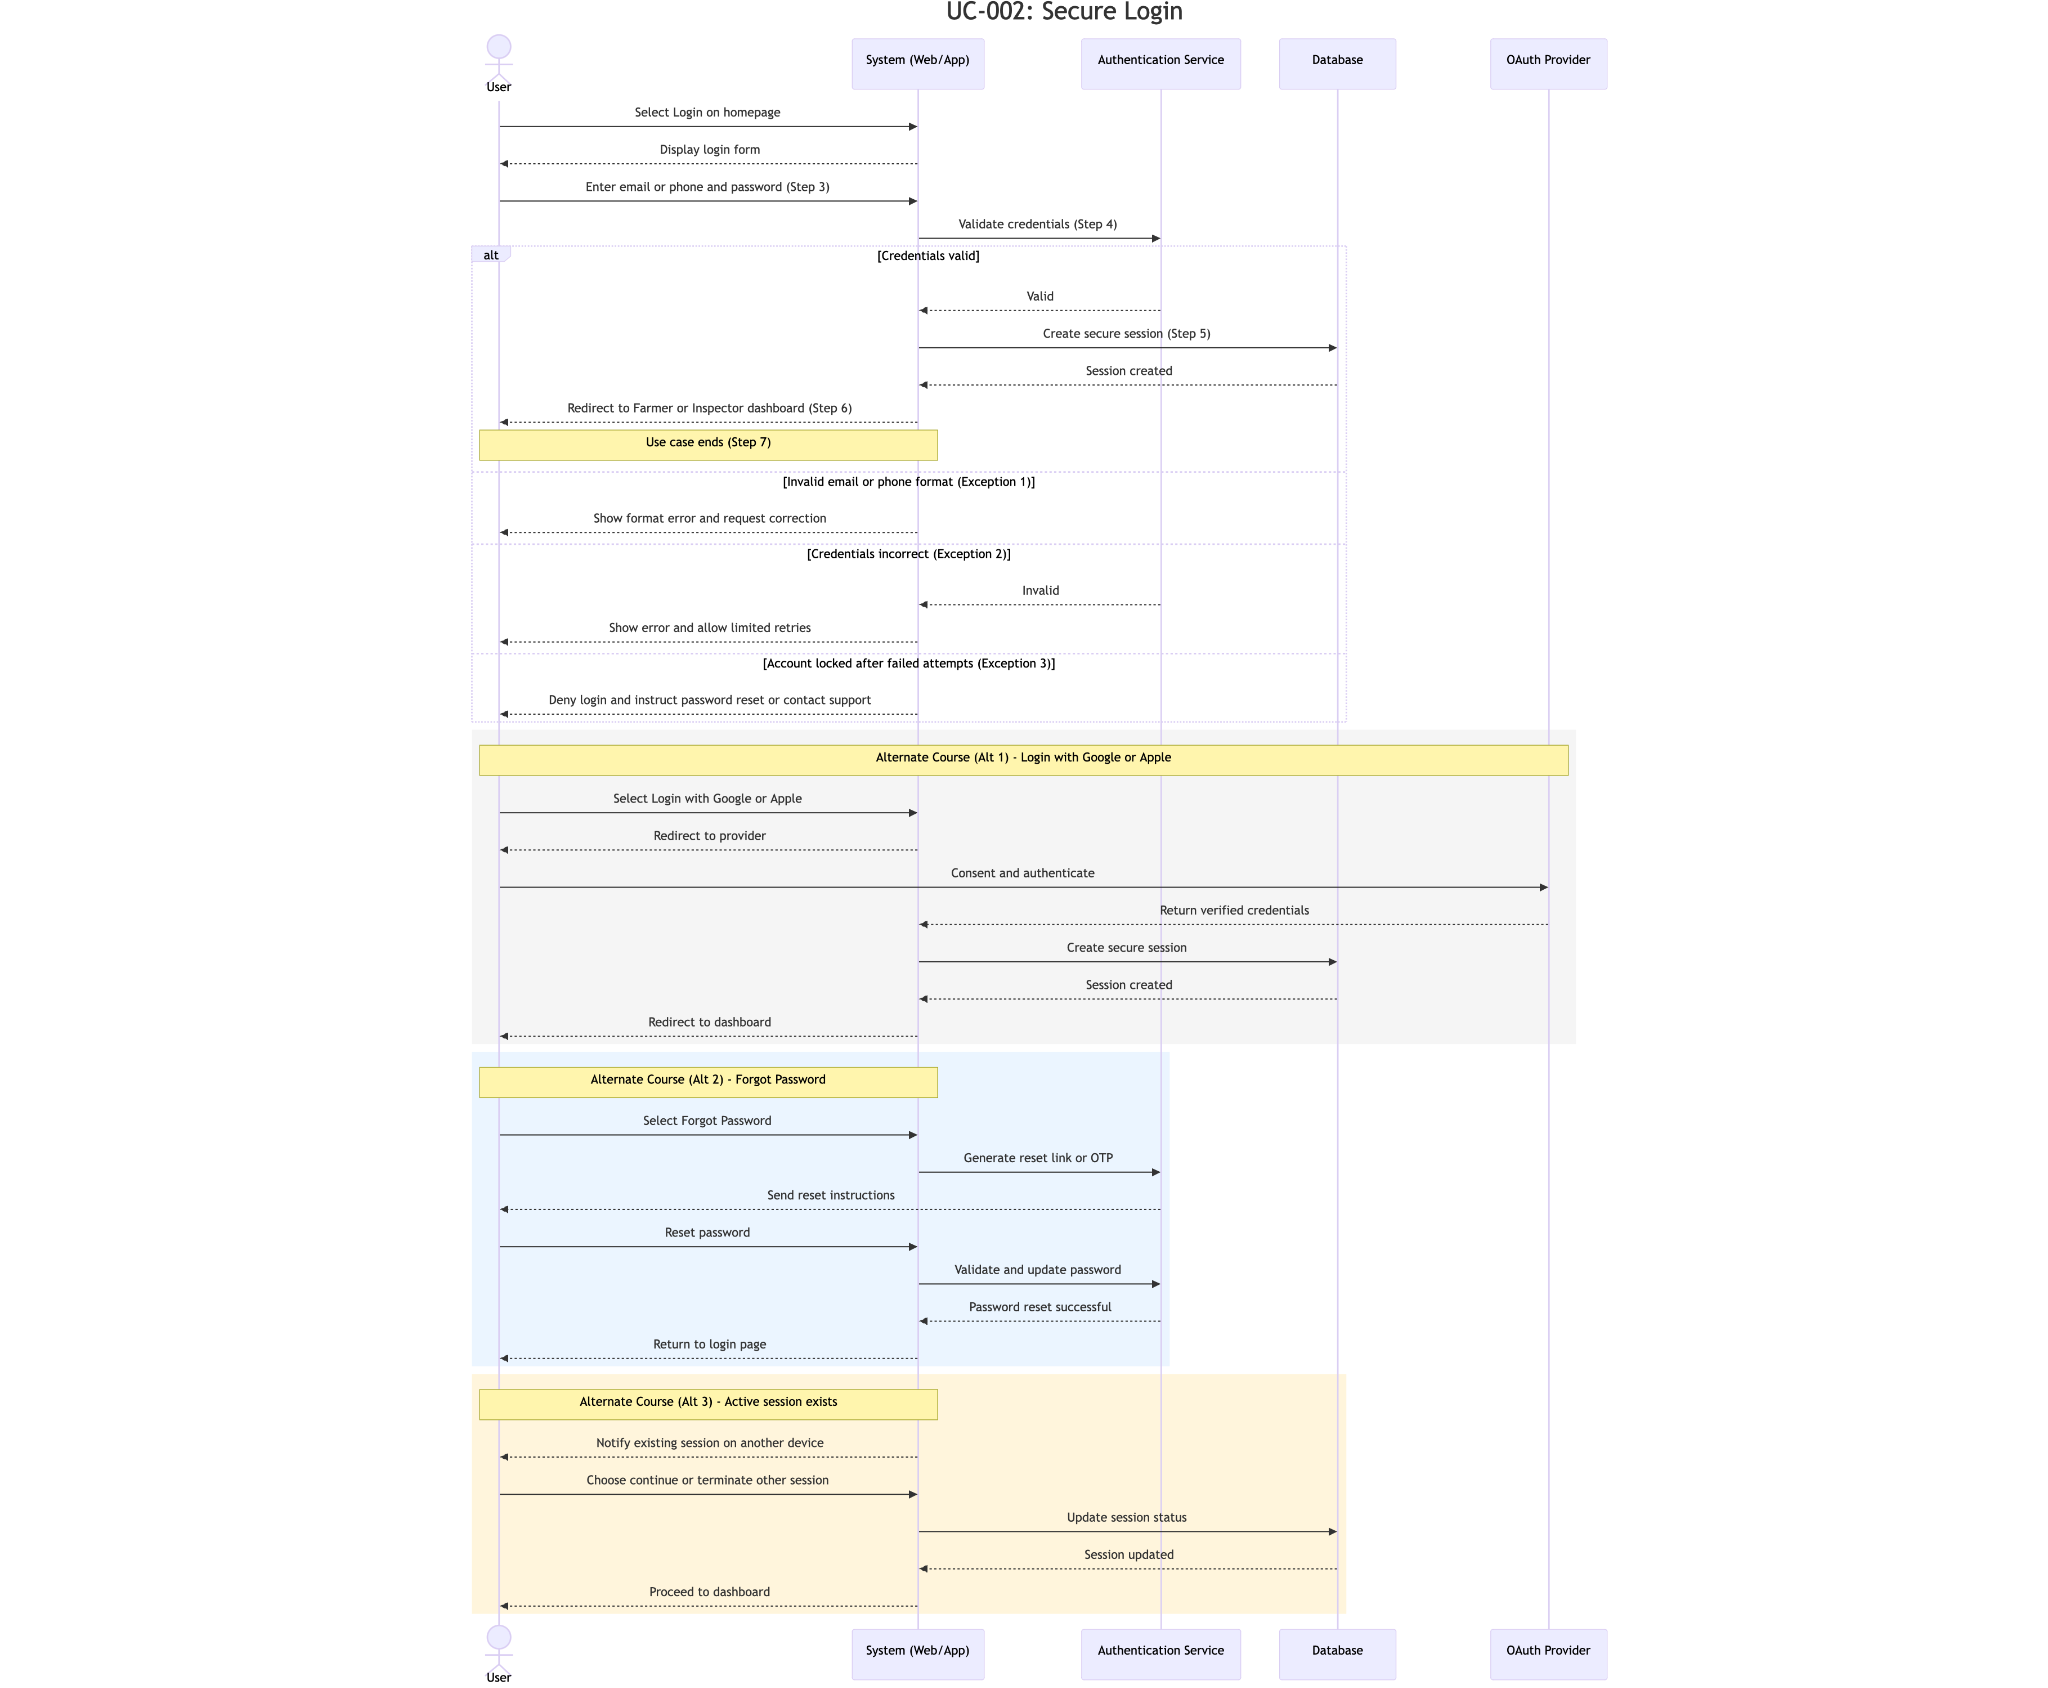 UC-002: Secure Login
User
System (Web/App)
Authentication Service
Database
OAuth Provider
Select Login on homepage
Display login form
Enter email or phone and password (Step 3)
Validate credentials (Step 4)
alt
[Credentials valid]
Valid
Create secure session (Step 5)
Session created
Redirect to Farmer or Inspector dashboard (Step 6)
Use case ends (Step 7)
[Invalid email or phone format (Exception 1)]
Show format error and request correction
[Credentials incorrect (Exception 2)]
Invalid
Show error and allow limited retries
[Account locked after failed attempts (Exception 3)]
Deny login and instruct password reset or contact support
Alternate Course (Alt 1) - Login with Google or Apple
Select Login with Google or Apple
Redirect to provider
Consent and authenticate
Return verified credentials
Create secure session
Session created
Redirect to dashboard
Alternate Course (Alt 2) - Forgot Password
Select Forgot Password
Generate reset link or OTP
Send reset instructions
Reset password
Validate and update password
Password reset successful
Return to login page
Alternate Course (Alt 3) - Active session exists
Notify existing session on another device
Choose continue or terminate other session
Update session status
Session updated
Proceed to dashboard
User
System (Web/App)
Authentication Service
Database
OAuth Provider